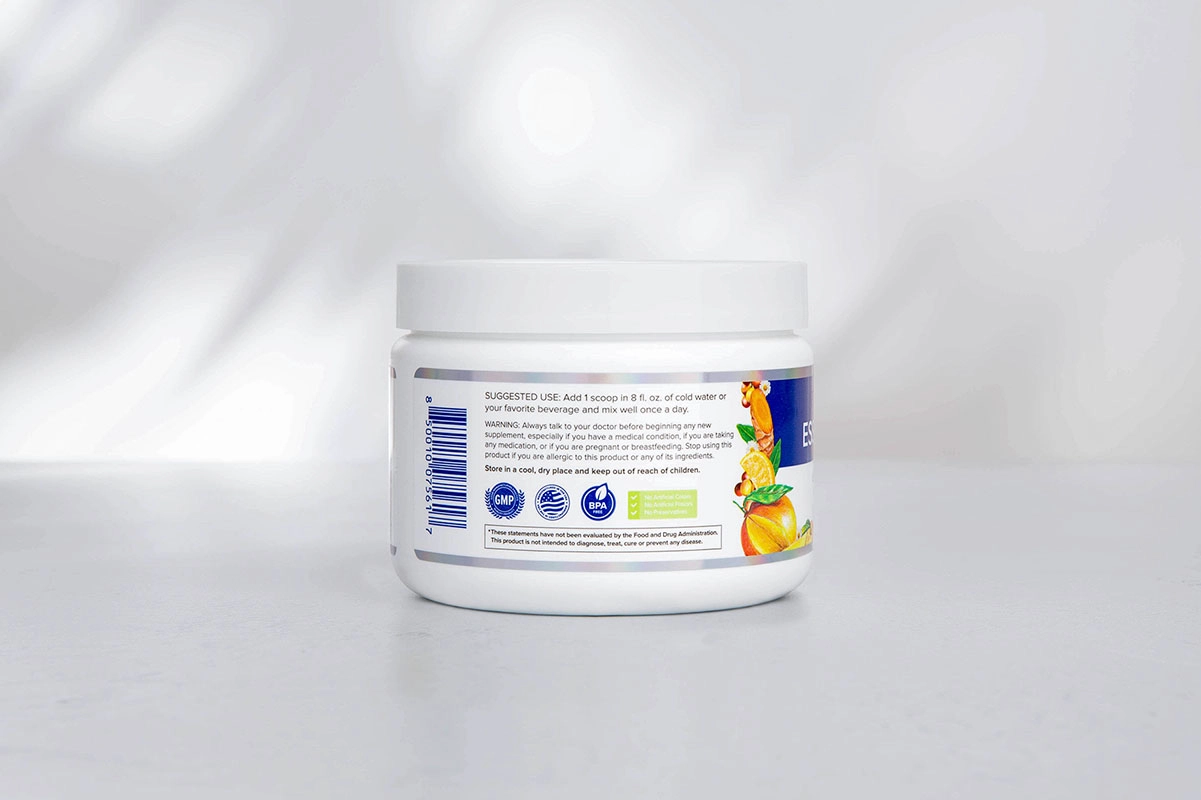 SUGGESTED USE: Add 1 scoop in 8 fl. oz. of cold water or
your favorite beverage and mix well once a day.
WARNING: Always talk to your doctor before beginning any new
supplement, especially if you have a medical condition, if you are taking
any medication, or if you are pregnant or breastfeeding. Stop using this
product if you are allergic to this product or any of its ingredients.
Store in a cool, dry place and keep out of reach of children.
8 50010 07561 7
GMP
BPA
FREE
No Artificial Colors
No Preservatives
*These statements have not been evaluated by the Food and Drug Administration.
This product is not intended to diagnose, treat, cure or prevent any disease.
ES